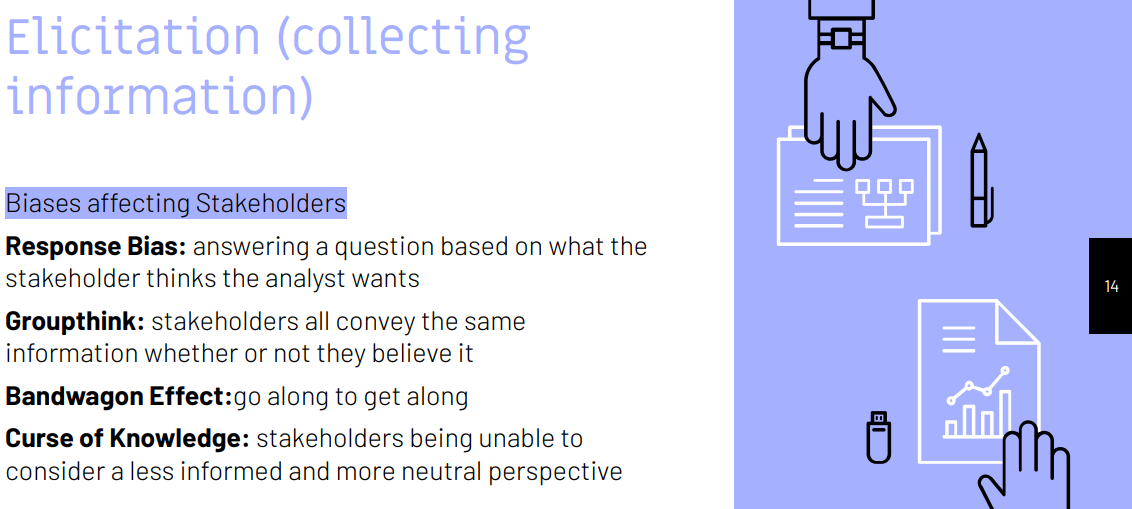 Elicitation (collecting
information)
Biases affecting Stakeholders
Response Bias: answering a question based on what the
stakeholder thinks the analyst wants
Groupthink: stakeholders all convey the same
information whether or not they believe it
Bandwagon Effect:go along to get along
Curse of Knowledge: stakeholders being unable to
consider a less informed and more neutral perspective
14